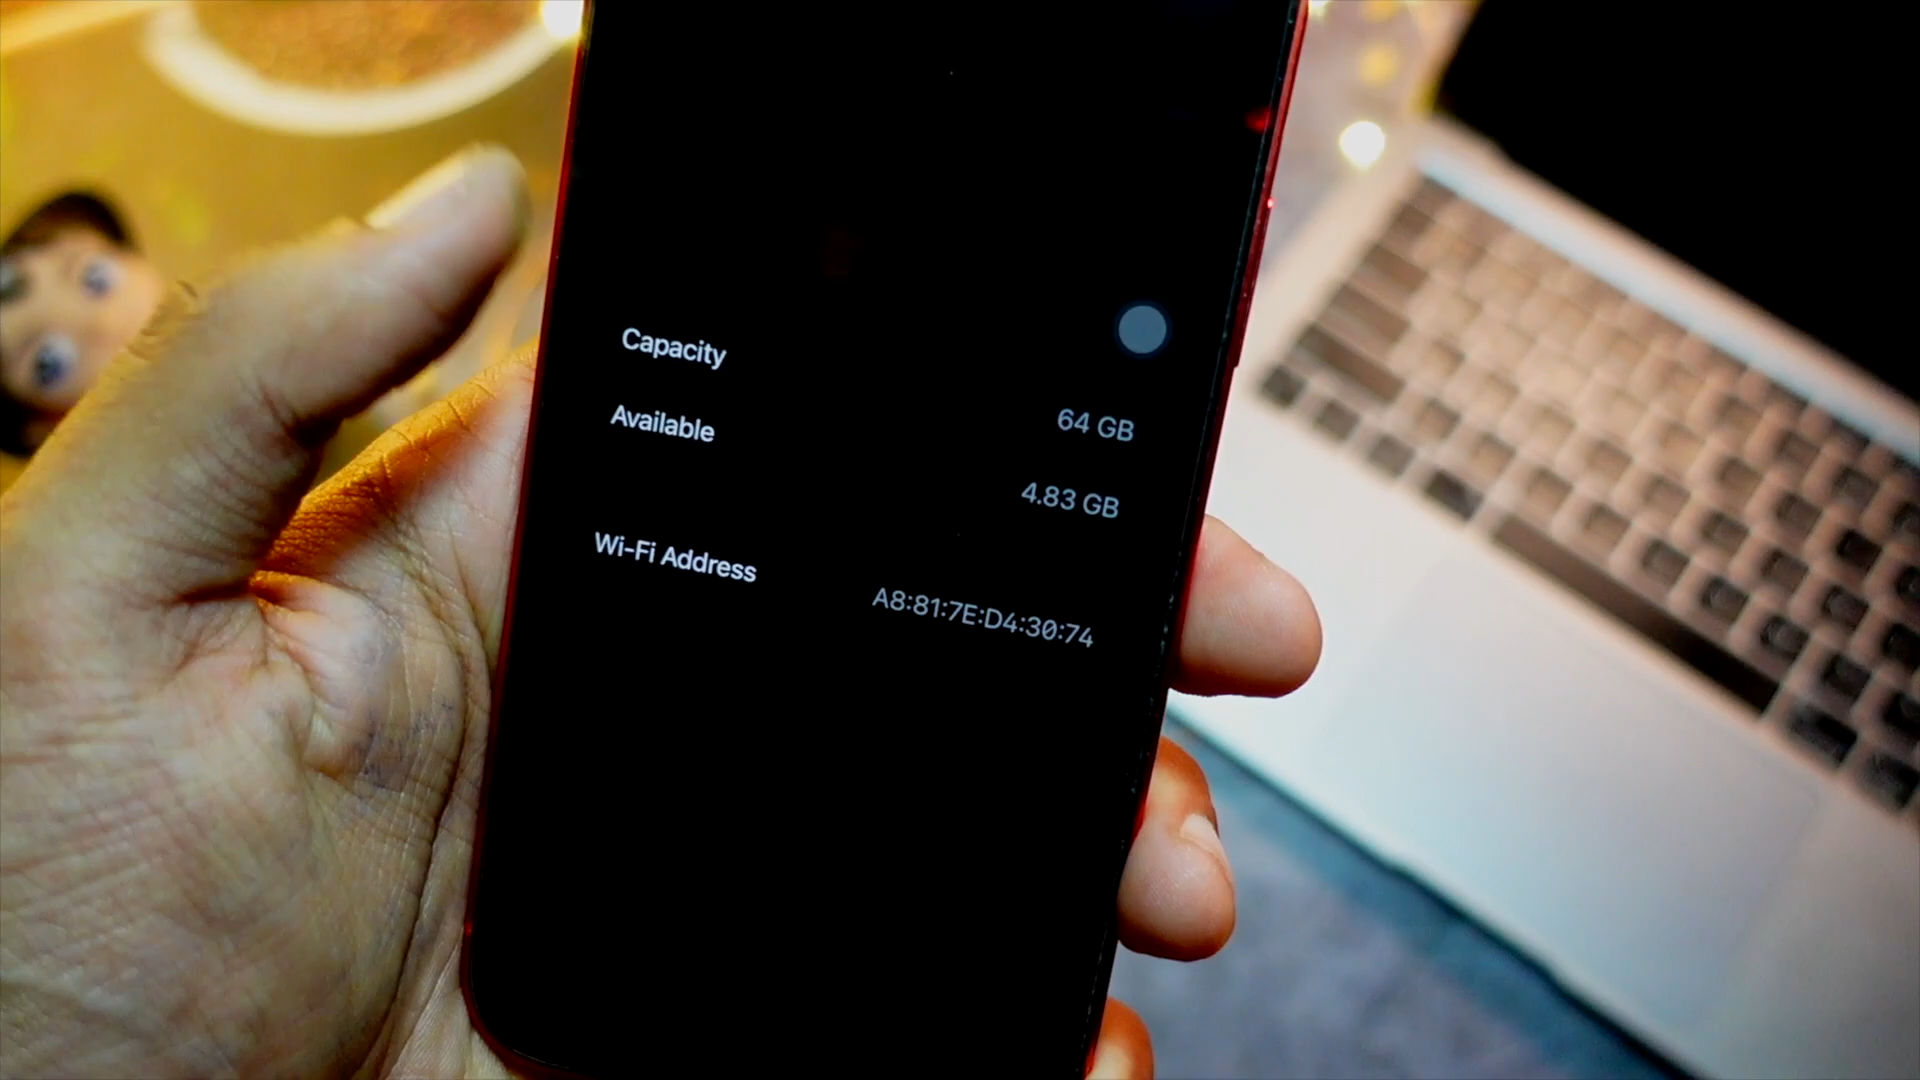 Capacity
64 GB
Available
4.83 GB
Wi-Fi Address
A8:81:7E:D4:30:74